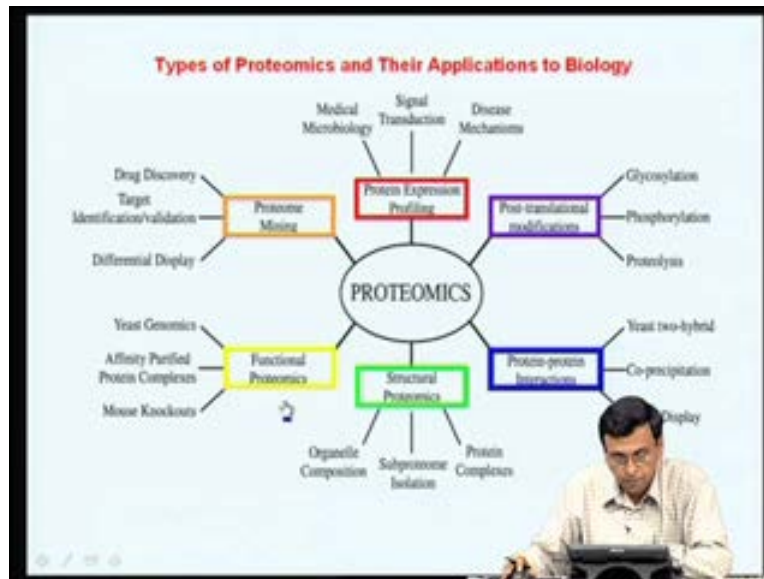 Types of Proteomics and Their Applications to Biology
Medical
Microbiology
Signal
Transduction
Disease
Mechanisms
Drug Discovery
Target
Identification/validation
Differential Display
Proteome
Mining
Protein Expression
Profiling
Post-translational
modifications
Glycosylation
Phosphorylation
Proteolysis
PROTEOMICS
Yeast Genomics
Affinity Purified
Protein Complexes
Mouse Knockouts
Functional
Proteomics
Structural
Proteomics
Protein-protein
Interactions
Yeast two-hybrid
Co-precipitation
Display
Organelle
Composition
Subproteome
Isolation
Protein
Complexes